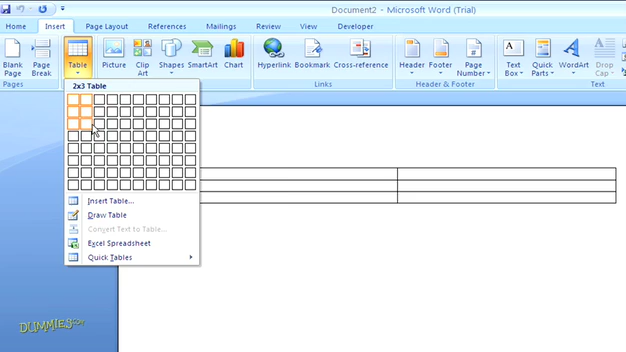 Document2 - Microsoft Word (Trial)
Home Insert Page Layout References Mailings Review View Developer
Blank Page
Page Break
Table
Picture
Clip Art
Shapes
SmartArt
Chart
Hyperlink
Bookmark
Cross-reference
Header
Footer
Page Number
Text Box
Quick Parts
WordArt
Drop Cap
Pages
Links
Header & Footer
Text
2x3 Table
Insert Table...
Draw Table
Convert Text to Table...
Excel Spreadsheet
Quick Tables
DUMMIES.COM